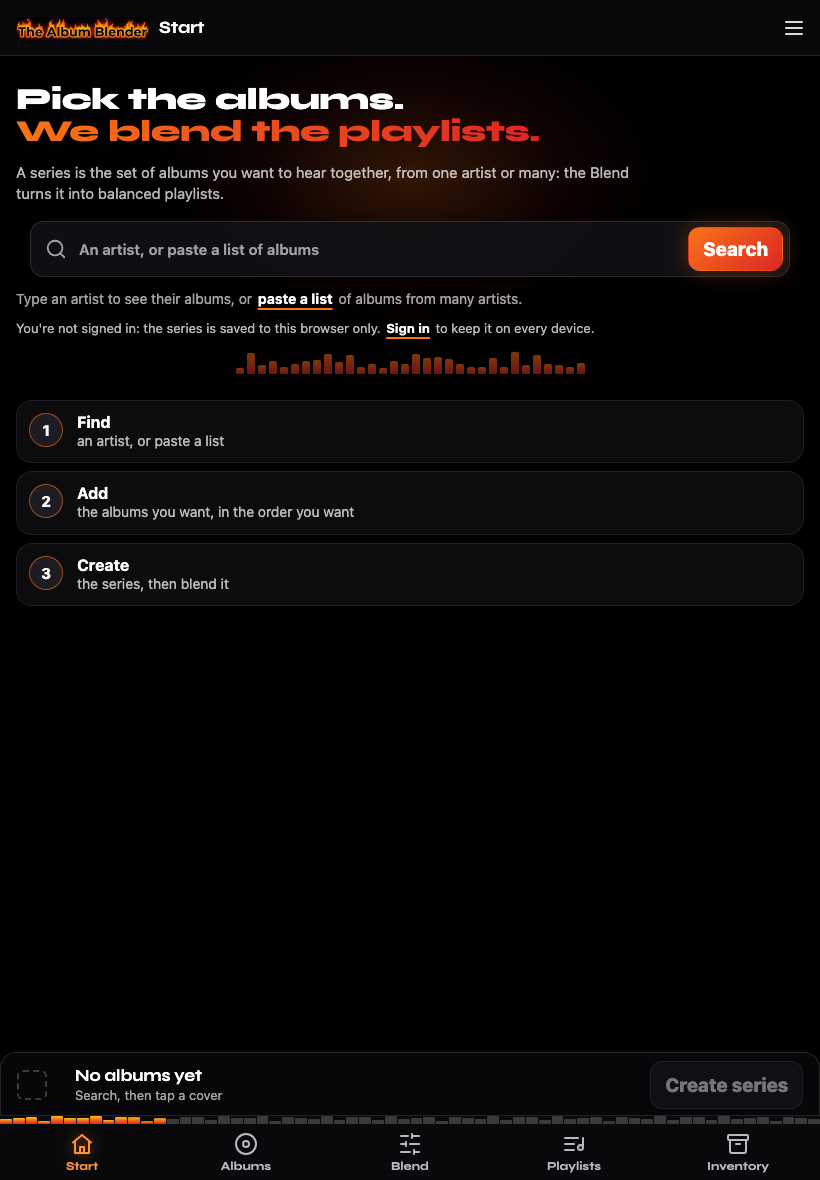 The Album Blender Start
Pick the albums.
We blend the playlists.
A series is the set of albums you want to hear together, from one artist or many: the Blend
turns it into balanced playlists.
An artist, or paste a list of albums
Search
Type an artist to see their albums, or paste a list of albums from many artists.
You're not signed in: the series is saved to this browser only. Sign in to keep it on every device.
1
Find
an artist, or paste a list
2
Add
the albums you want, in the order you want
3
Create
the series, then blend it
No albums yet
Search, then tap a cover
Create series
Start
Albums
Blend
Playlists
Inventory